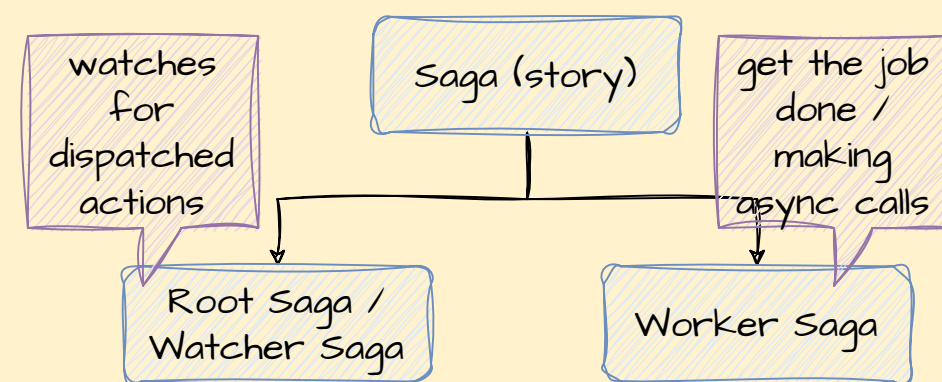 Saga (story)
watches
for
dispatched
actions
get the job
done /
making
async calls
Root Saga /
Watcher Saga
Worker Saga